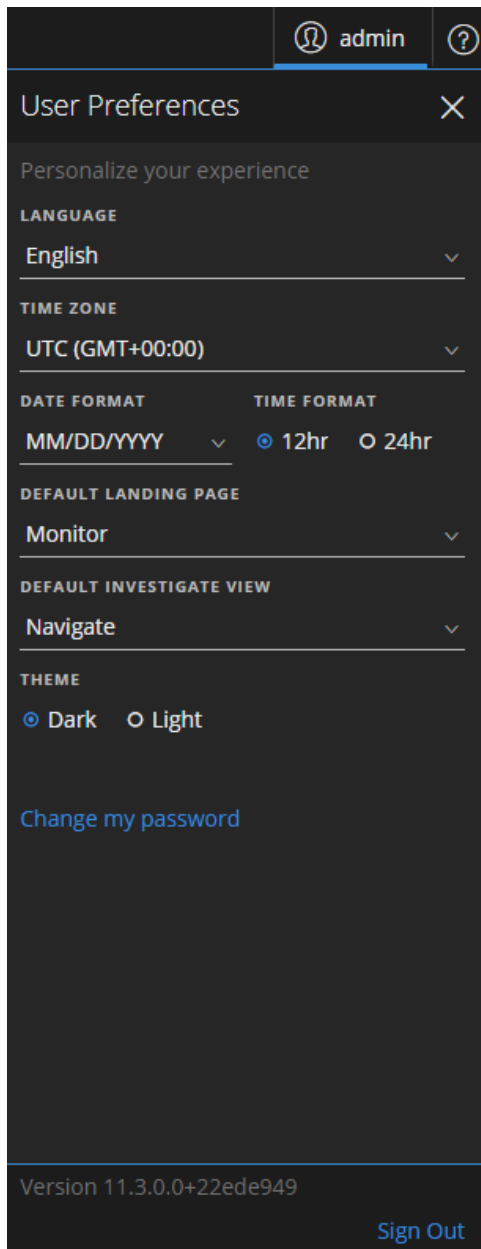 admin ?
User Preferences
Personalize your experience
LANGUAGE
English
TIME ZONE
UTC (GMT+00:00)
DATE FORMAT TIME FORMAT
MM/DD/YYYY 12hr 24hr
DEFAULT LANDING PAGE
Monitor
DEFAULT INVESTIGATE VIEW
Navigate
THEME
Dark Light
Change my password
Version 11.3.0.0+22ede949
Sign Out